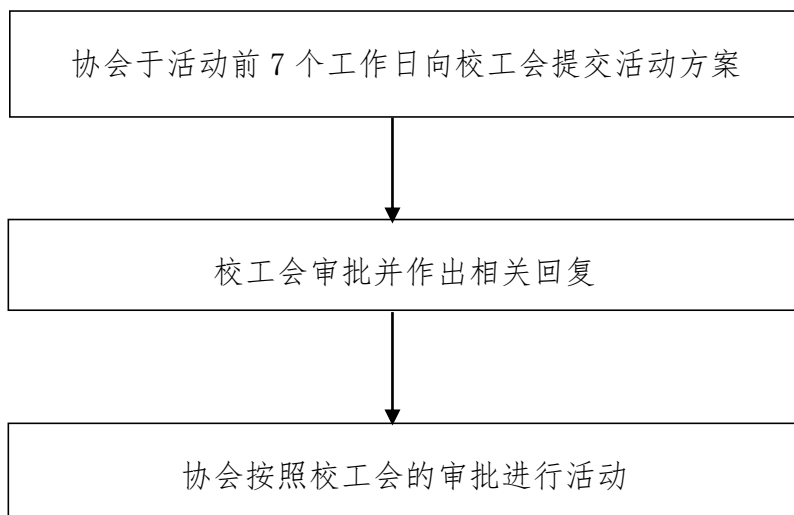 协会于活动前 7 个工作日向校工会提交活动方案
校工会审批并作出相关回复
协会按照校工会的审批进行活动